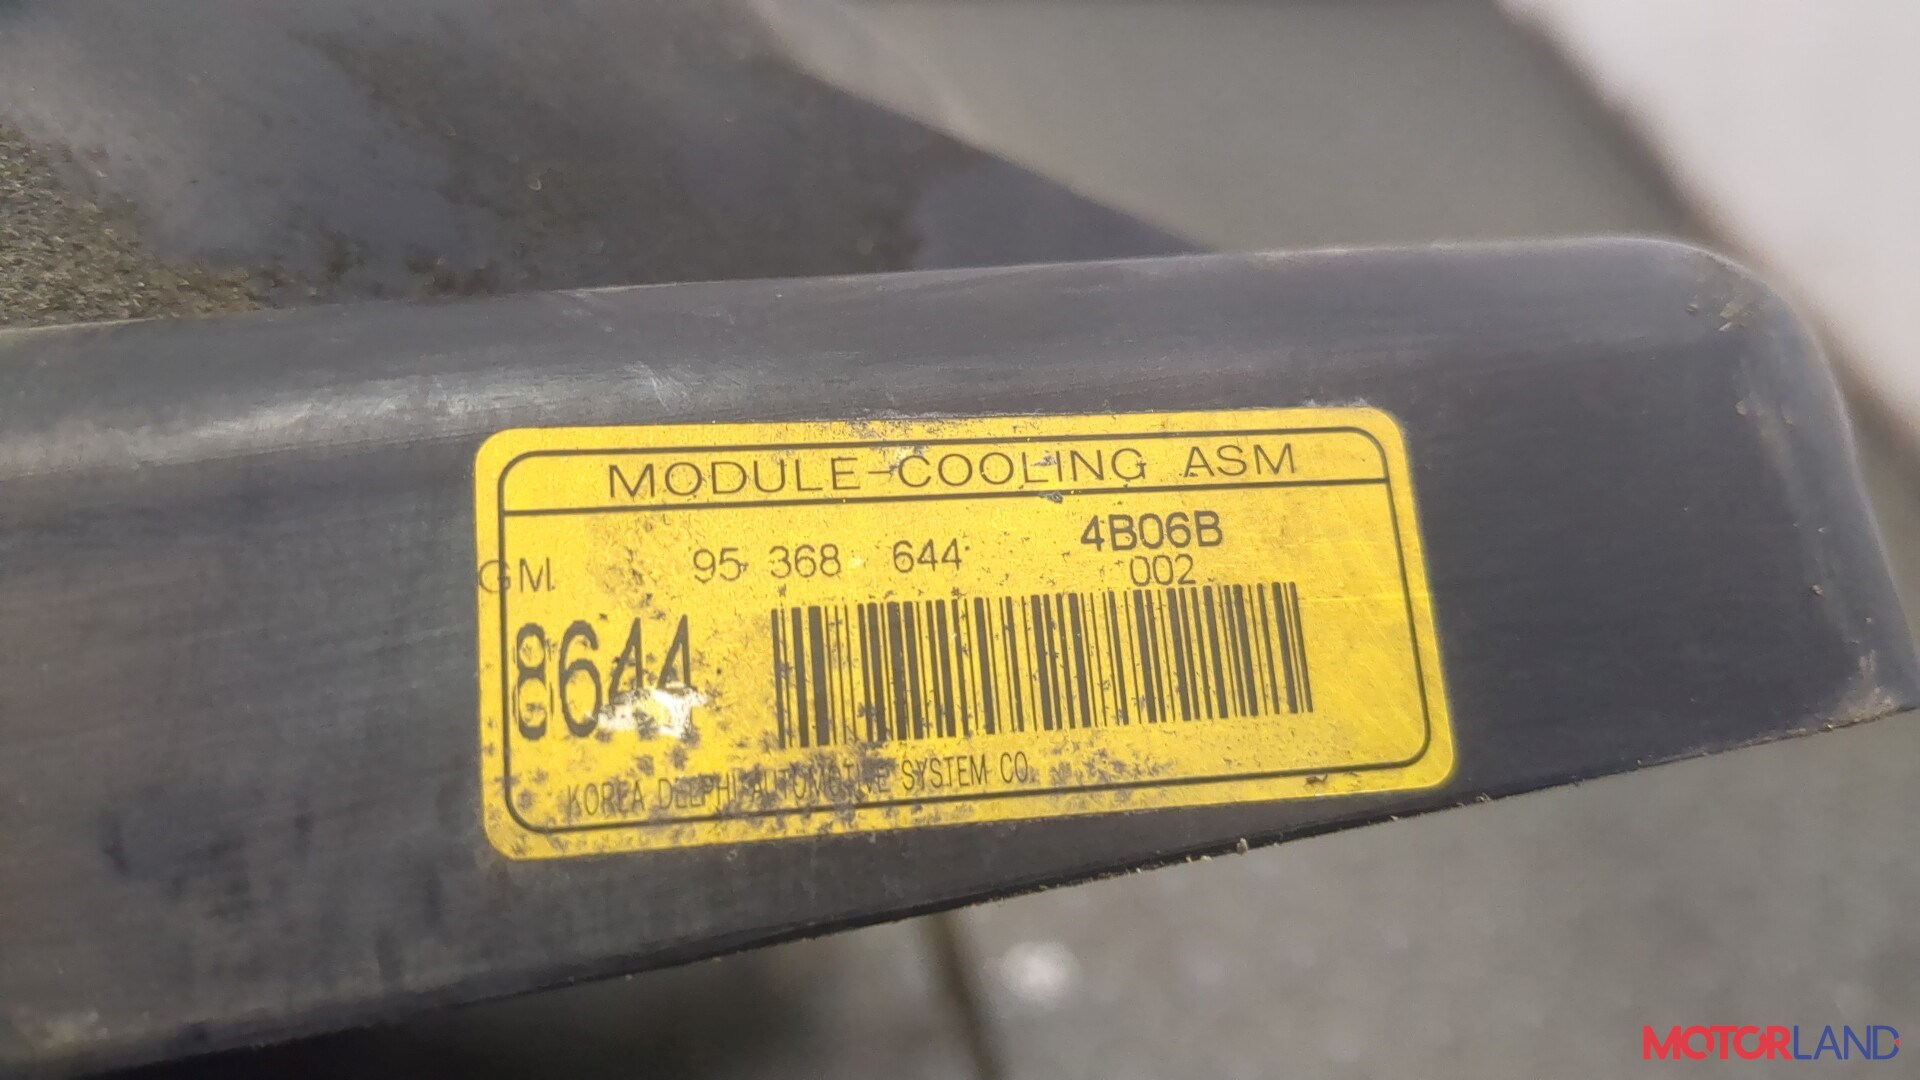 MODULE-COOLING ASM
GM 95 368 644 4B06B
002
8644
KOREA DELPHI AUTOMOTIVE SYSTEM CO.
MOTORLAND